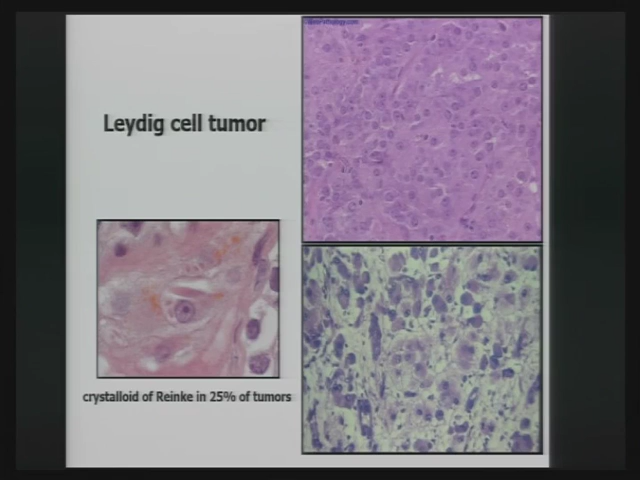 Leydig cell tumor
crystalloid of Reinke in 25% of tumors